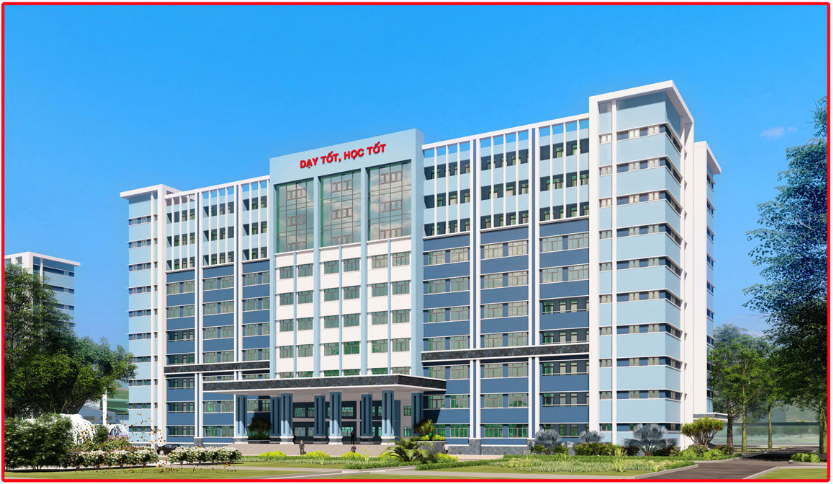 DẠY TỐT, HỌC TỐT